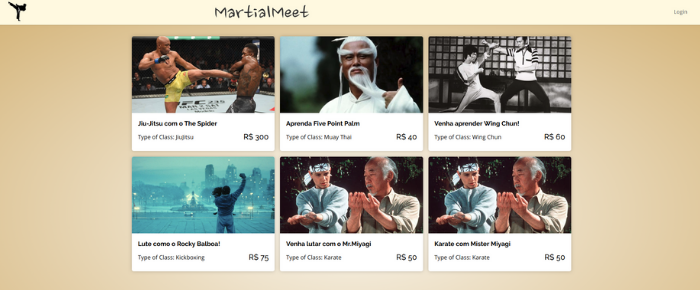 MartialMeet
Login
UFC 235
Jiu-Jitsu com o The Spider
Type of Class: Jiujitsu
R$ 300
Aprenda Five Point Palm
Type of Class: Muay Thai
R$ 40
Venha aprender Wing Chun!
Type of Class: Wing Chun
R$ 60
Lute como o Rocky Balboa!
Type of Class: Kickboxing
R$ 75
Venha lutar com o Mr.Miyagi
Type of Class: Karate
R$ 50
Karate com Mister Miyagi
Type of Class: Karate
R$ 50